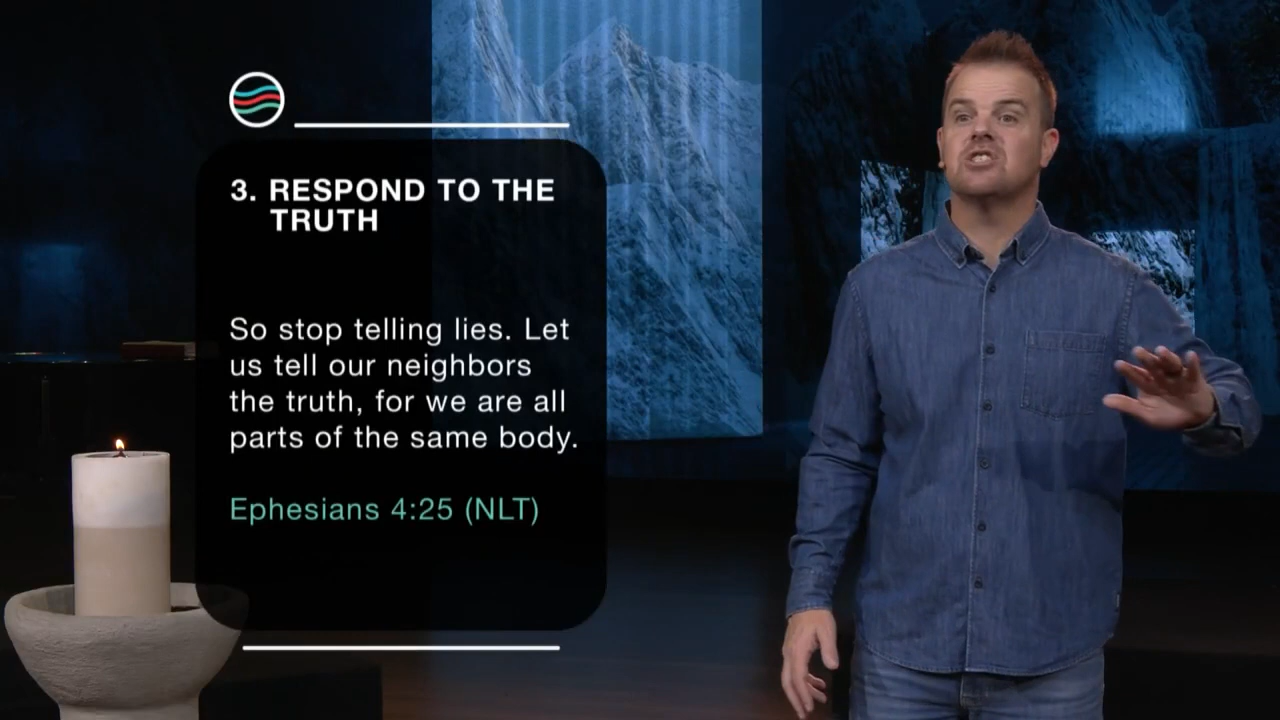 3. RESPOND TO THE
TRUTH
So stop telling lies. Let
us tell our neighbors
the truth, for we are all
parts of the same body.
Ephesians 4:25 (NLT)